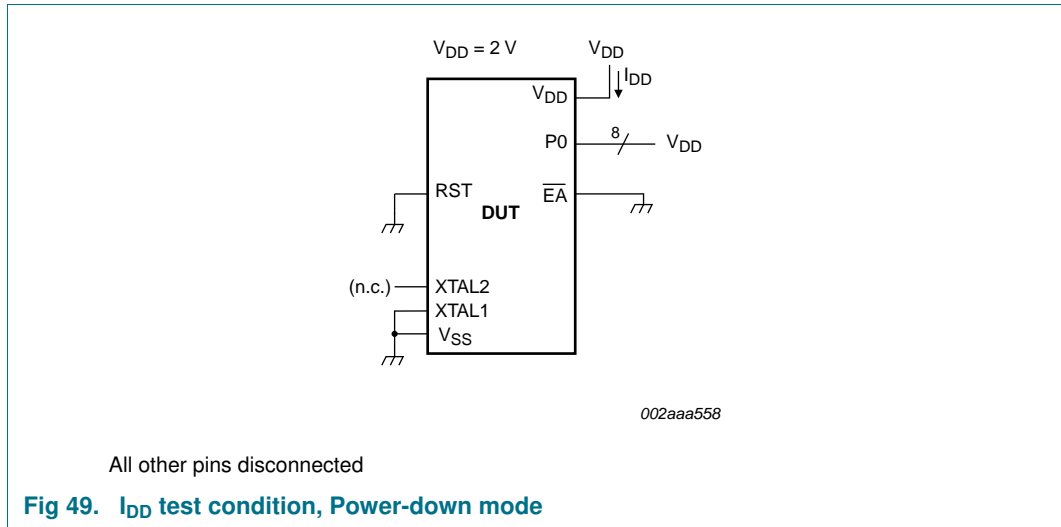 V_DD = 2 V
V_DD
I_DD
V_DD
P0
8
V_DD
RST
E̅A̅
DUT
(n.c.)
XTAL2
XTAL1
V_SS
002aaa558
All other pins disconnected
Fig 49. I_DD test condition, Power-down mode